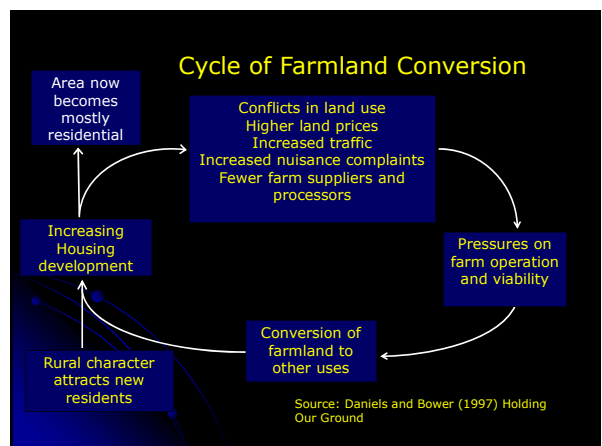 Cycle of Farmland Conversion
Area now
becomes
mostly
residential
Conflicts in land use
Higher land prices
Increased traffic
Increased nuisance complaints
Fewer farm suppliers and
processors
Increasing
Housing
development
Pressures on
farm operation
and viability
Conversion of
farmland to
other uses
Rural character
attracts new
residents
Source: Daniels and Bower (1997) Holding
Our Ground